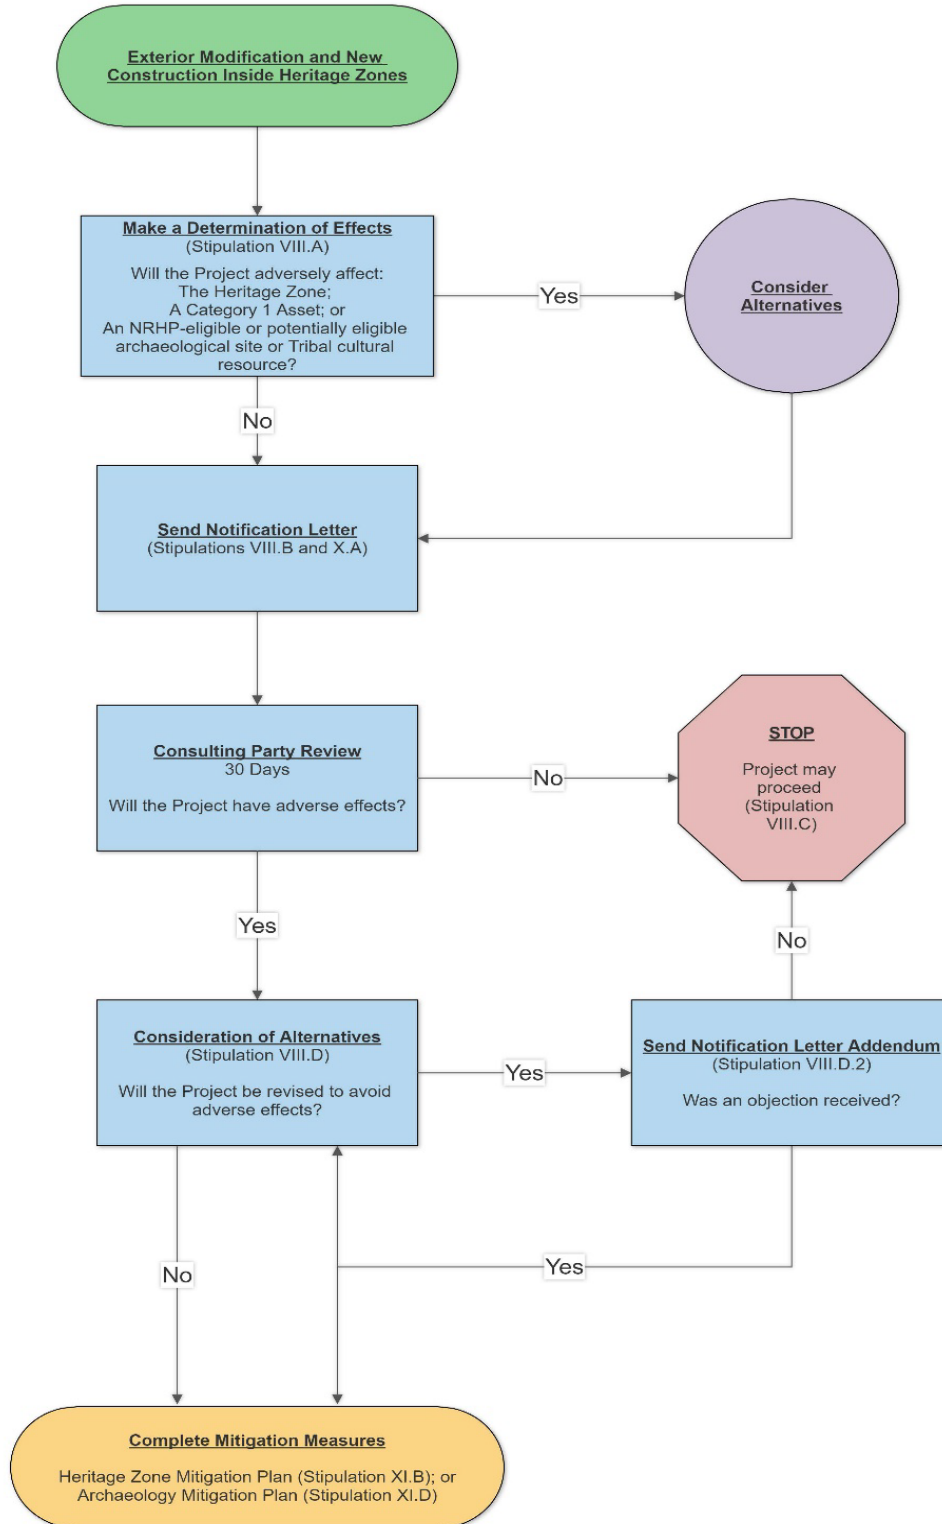 Exterior Modification and New
Construction Inside Heritage Zones
Make a Determination of Effects
(Stipulation VIII.A)
Will the Project adversely affect:
The Heritage Zone;
A Category 1 Asset; or
An NRHP-eligible or potentially eligible
archaeological site or Tribal cultural
resource?
Yes
Consider
Alternatives
No
Send Notification Letter
(Stipulations VIII.B and X.A)
Consulting Party Review
30 Days
Will the Project have adverse effects?
No
STOP
Project may
proceed
(Stipulation
VIII.C)
Yes
No
Consideration of Alternatives
(Stipulation VIII.D)
Will the Project be revised to avoid
adverse effects?
Yes
Send Notification Letter Addendum
(Stipulation VIII.D.2)
Was an objection received?
No
Yes
Complete Mitigation Measures
Heritage Zone Mitigation Plan (Stipulation XI.B); or
Archaeology Mitigation Plan (Stipulation XI.D)